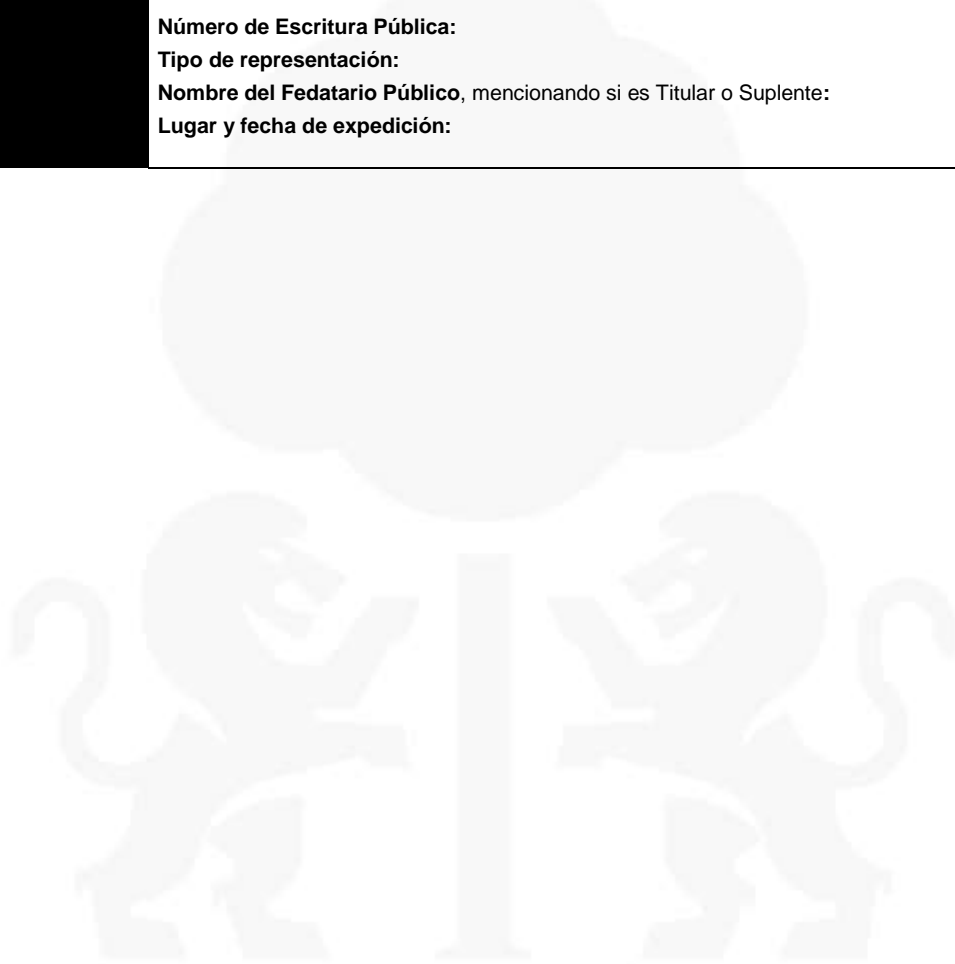 Número de Escritura Pública:
Tipo de representación:
Nombre del Fedatario Público, mencionando si es Titular o Suplente:
Lugar y fecha de expedición: